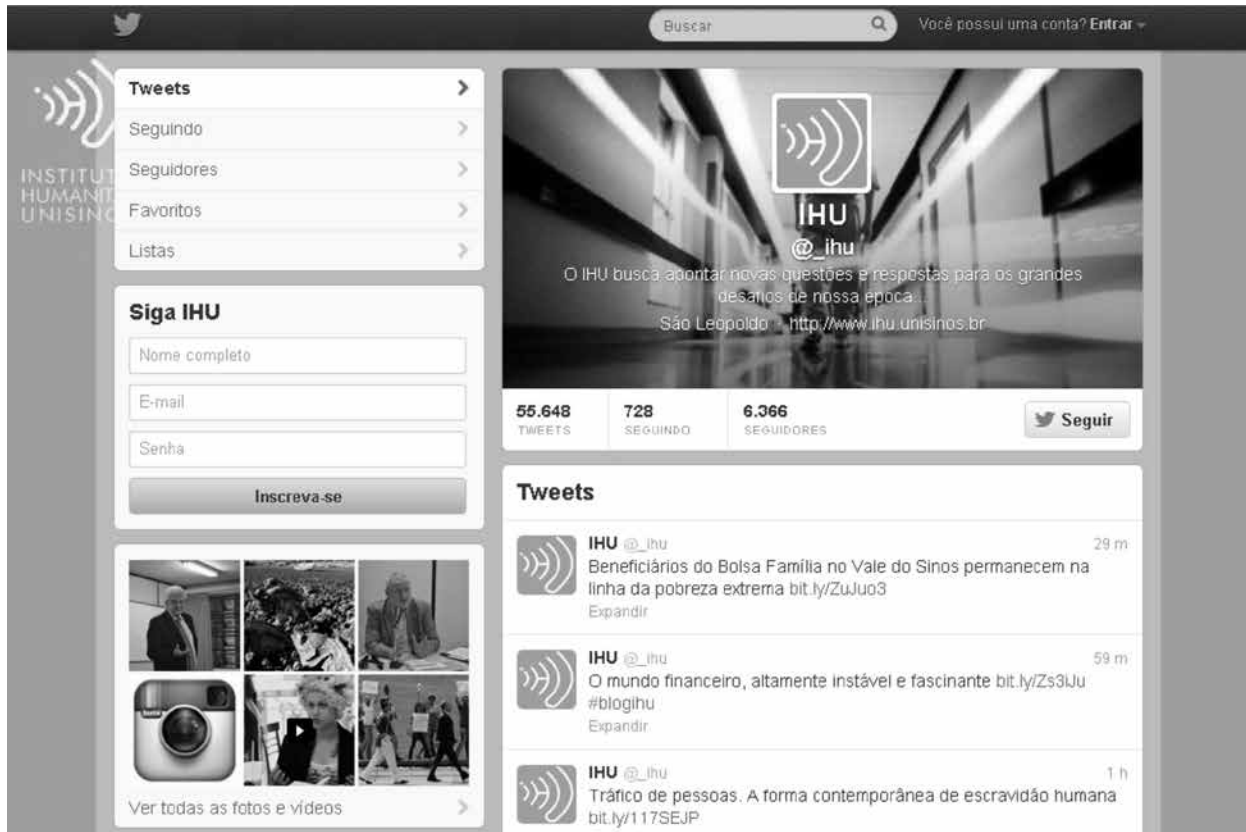 Buscar
Você possui uma conta? Entrar
INSTITUT
HUMANIT
UNISINO
Tweets
Seguindo
Seguidores
Favoritos
Listas
Siga IHU
Nome completo
E-mail
Senha
Inscreva-se
Ver todas as fotos e vídeos
IHU
@_ihu
O IHU busca apontar novas questões e respostas para os grandes
desafios de nossa época...
São Leopoldo · http://www.ihu.unisinos.br
55.648
TWEETS
728
SEGUINDO
6.366
SEGUIDORES
Seguir
Tweets
IHU @_ihu 29 m
Beneficiários do Bolsa Família no Vale do Sinos permanecem na
linha da pobreza extrema bit.ly/ZuJuo3
Expandir
IHU @_ihu 59 m
O mundo financeiro, altamente instável e fascinante bit.ly/Zs3iJu
#blogihu
Expandir
IHU @_ihu 1 h
Tráfico de pessoas. A forma contemporânea de escravidão humana
bit.ly/117SEJP